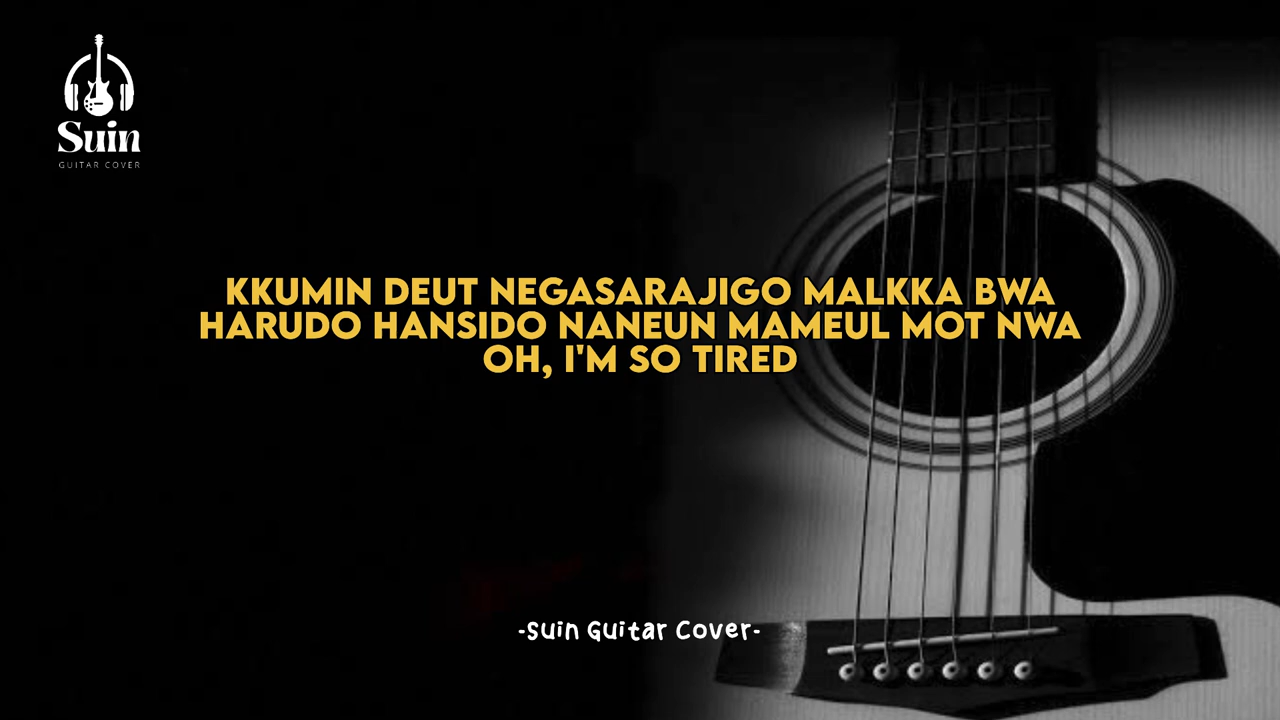 Suin
GUITAR COVER
KKUMIN DEUT NEGASARAJIGO MALKKA BWA
HARUDO HANSIDO NANEUN MAMEUL MOT NWA
OH, I'M SO TIRED
-Suin Guitar Cover-